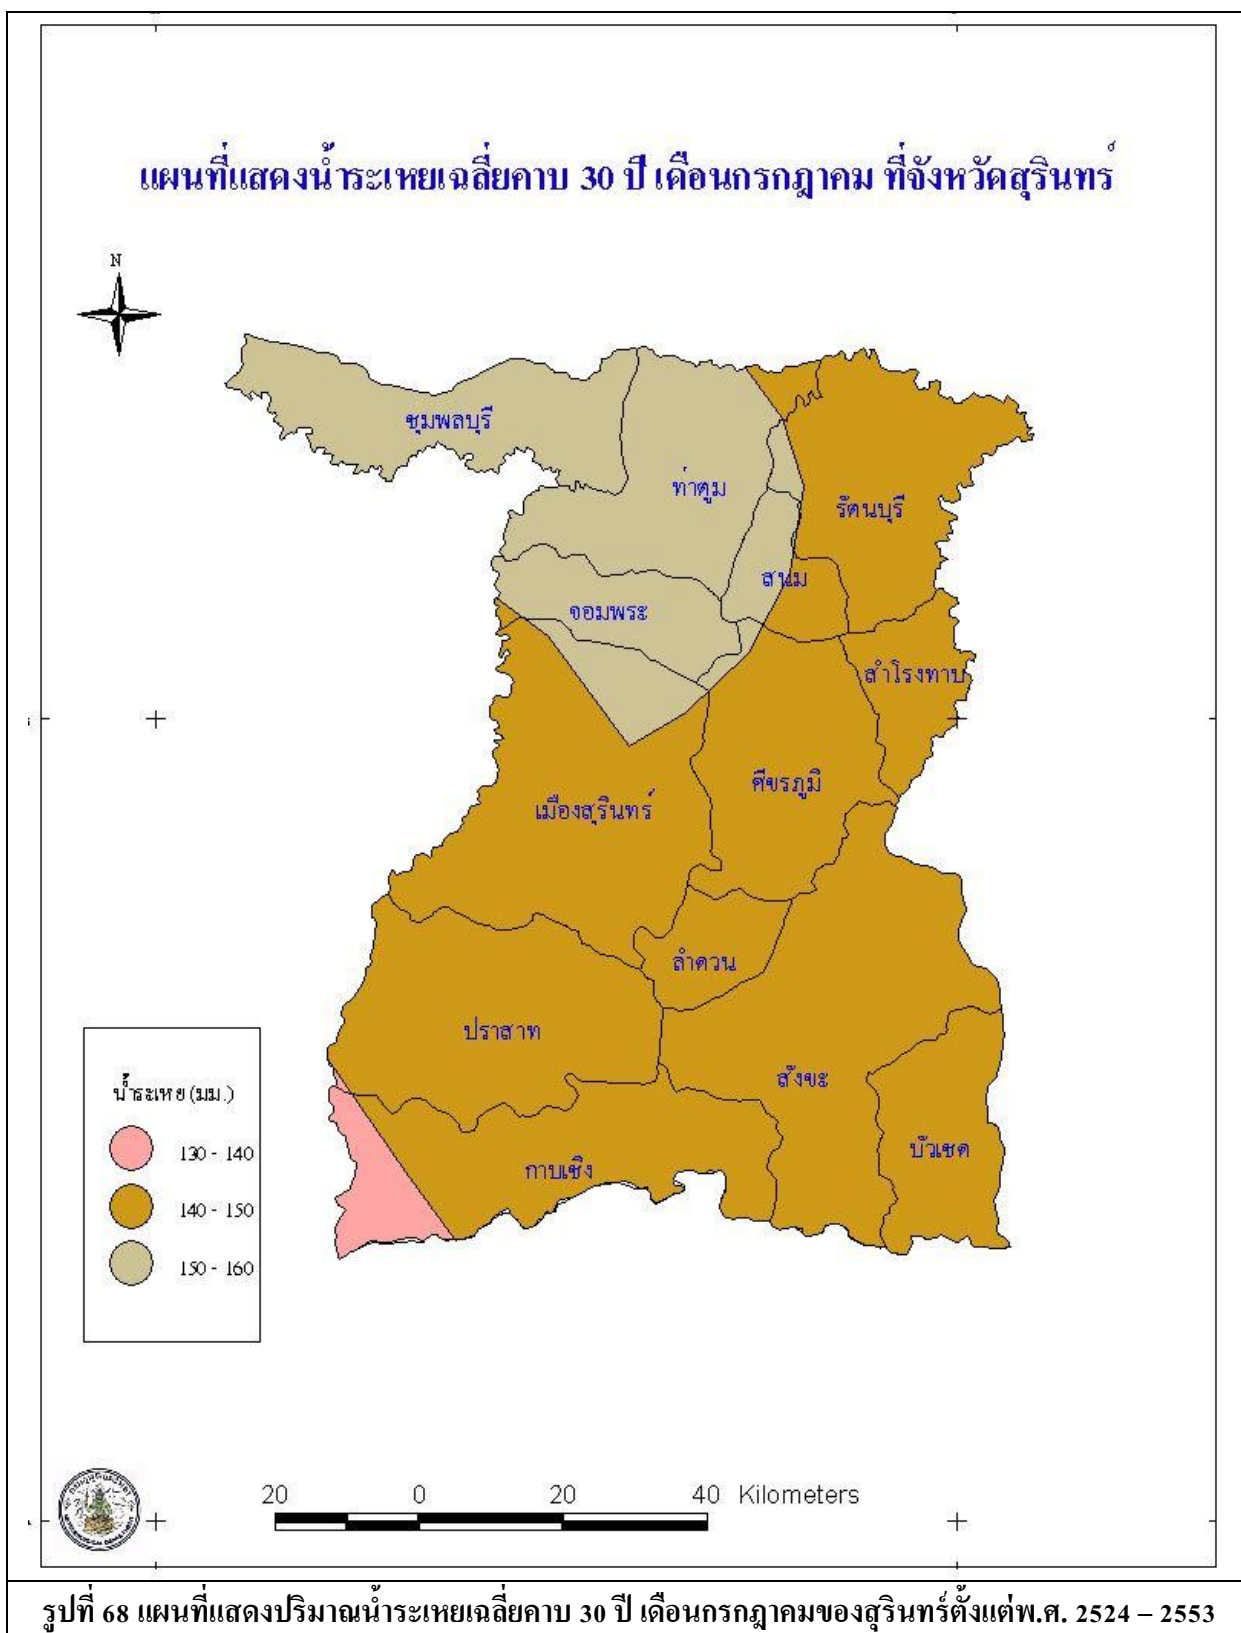 แผนที่แสดงน้ำระเหยเฉลี่ยคาบ 30 ปี เดือนกรกฎาคม ที่จังหวัดสุรินทร์
N
ชุมพลบุรี
ท่าตูม
รัตนบุรี
สนม
จอมพระ
สำโรงทาบ
ศีขรภูมิ
เมืองสุรินทร์
ลำดวน
ปราสาท
สังขะ
บัวเชด
กาบเชิง
น้ำระเหย (มม.)
130 - 140
140 - 150
150 - 160
20 0 20 40 Kilometers
รูปที่ 68 แผนที่แสดงปริมาณน้ำระเหยเฉลี่ยคาบ 30 ปี เดือนกรกฎาคมของสุรินทร์ตั้งแต่พ.ศ. 2524 – 2553